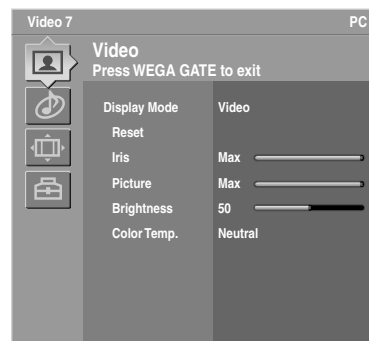 Video 7 PC
Video
Press WEGA GATE to exit
Display Mode Video
Reset
Iris Max
Picture Max
Brightness 50
Color Temp. Neutral